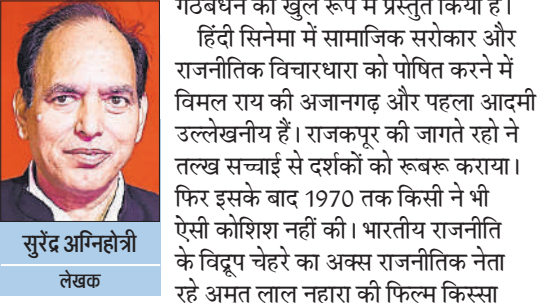 गठबंधन को खुले रूप में प्रस्तुत किया है।
हिंदी सिनेमा में सामाजिक सरोकार और
राजनीतिक विचारधारा को पोषित करने में
विमल राय की अजानगढ़ और पहला आदमी
उल्लेखनीय हैं। राजकपूर की जागते रहो ने
तल्ख सच्चाई से दर्शकों को रूबरू कराया।
फिर इसके बाद 1970 तक किसी ने भी
ऐसी कोशिश नहीं की। भारतीय राजनीति
के विद्रूप चेहरे का अक्स राजनीतिक नेता
रहे अमृत लाल नहारा की फिल्म किस्सा
सुरेंद्र अग्निहोत्री
लेखक